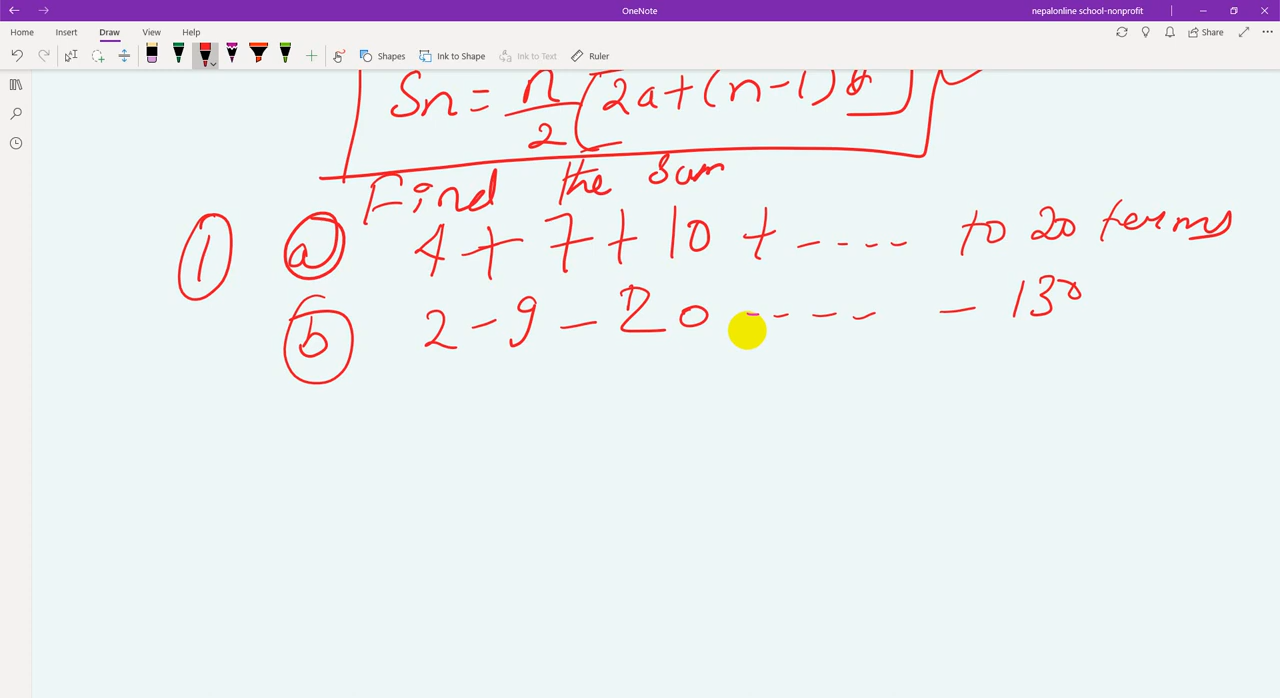 OneNote
nepalonline school-nonprofit
Home Insert Draw View Help
Share
Shapes Ink to Shape Ink to Text Ruler
Sn = n/2 [2a+(n-1)d]
Find the sum
1 a 4 + 7 + 10 + ---- to 20 terms
b 2 - 9 - 20 ---- - 130